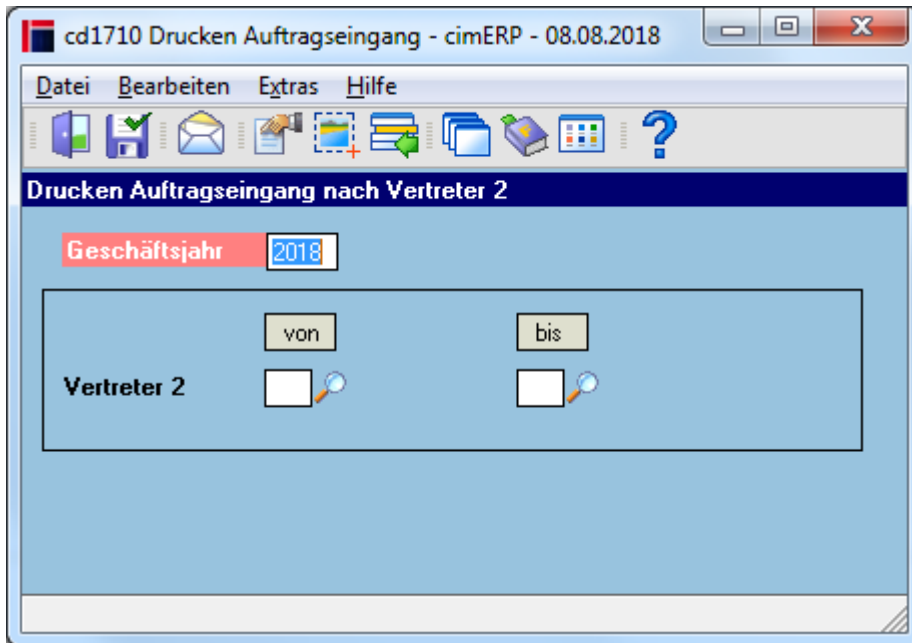 cd1710 Drucken Auftragseingang - cimERP - 08.08.2018
Datei Bearbeiten Extras Hilfe
Drucken Auftragseingang nach Vertreter 2
Geschäftsjahr 2018
von bis
Vertreter 2